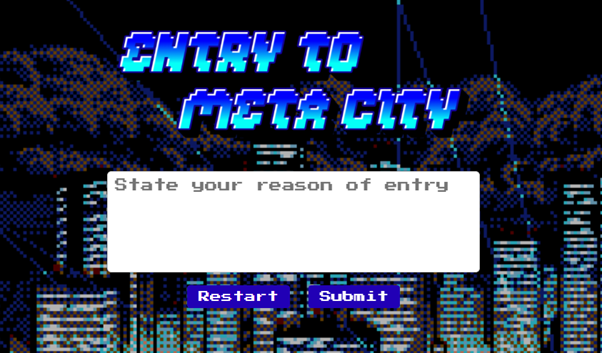 ENTRY TO
META CITY
State your reason of entry
Restart
Submit